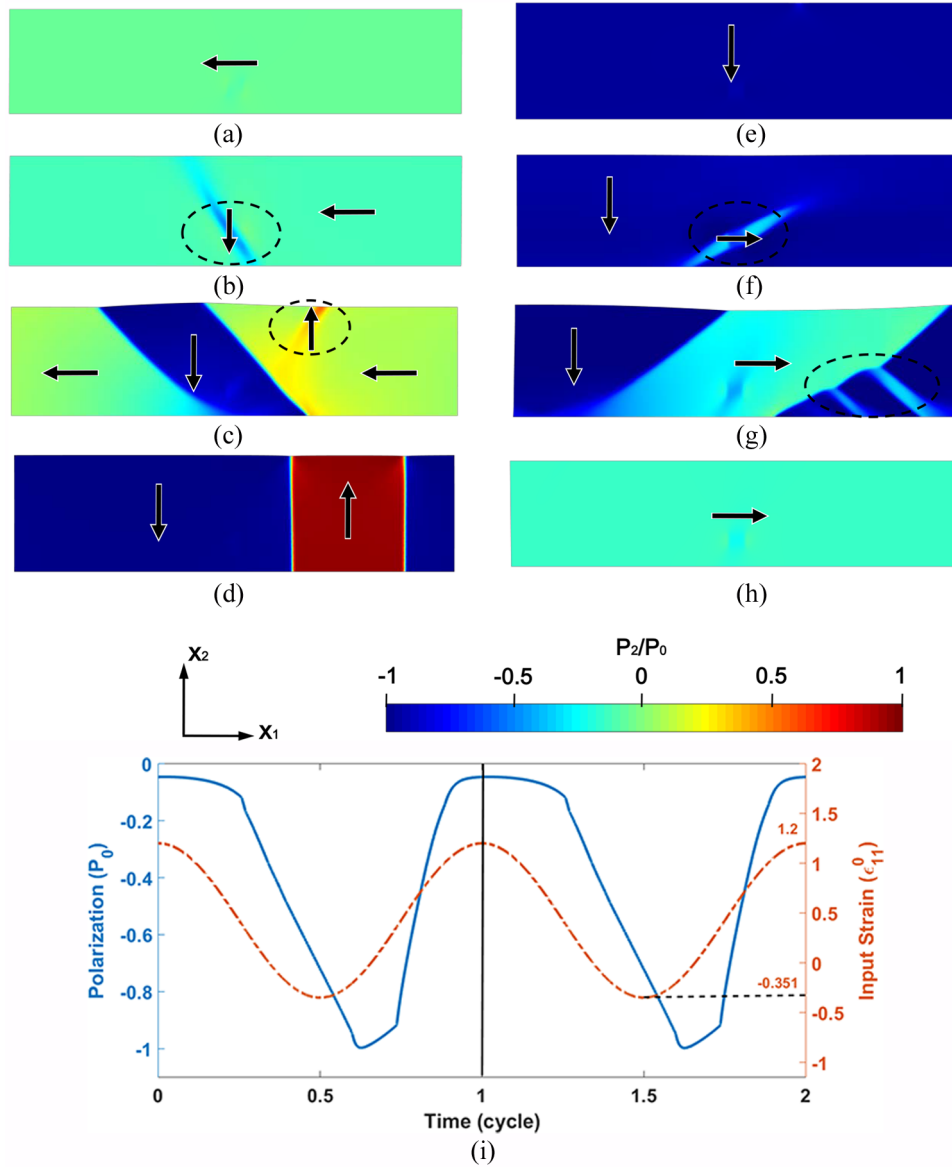 (a)
(e)
(b)
(f)
(c)
(g)
(d)
(h)
X2
X1
P2/P0
-1
-0.5
0
0.5
1
0
-0.2
-0.4
-0.6
-0.8
-1
Polarization (P0)
2
1.5
1
0.5
0
-0.5
-1
1.2
-0.351
Input Strain (ϵ⁰₁₁)
0
0.5
1
1.5
2
Time (cycle)
(i)